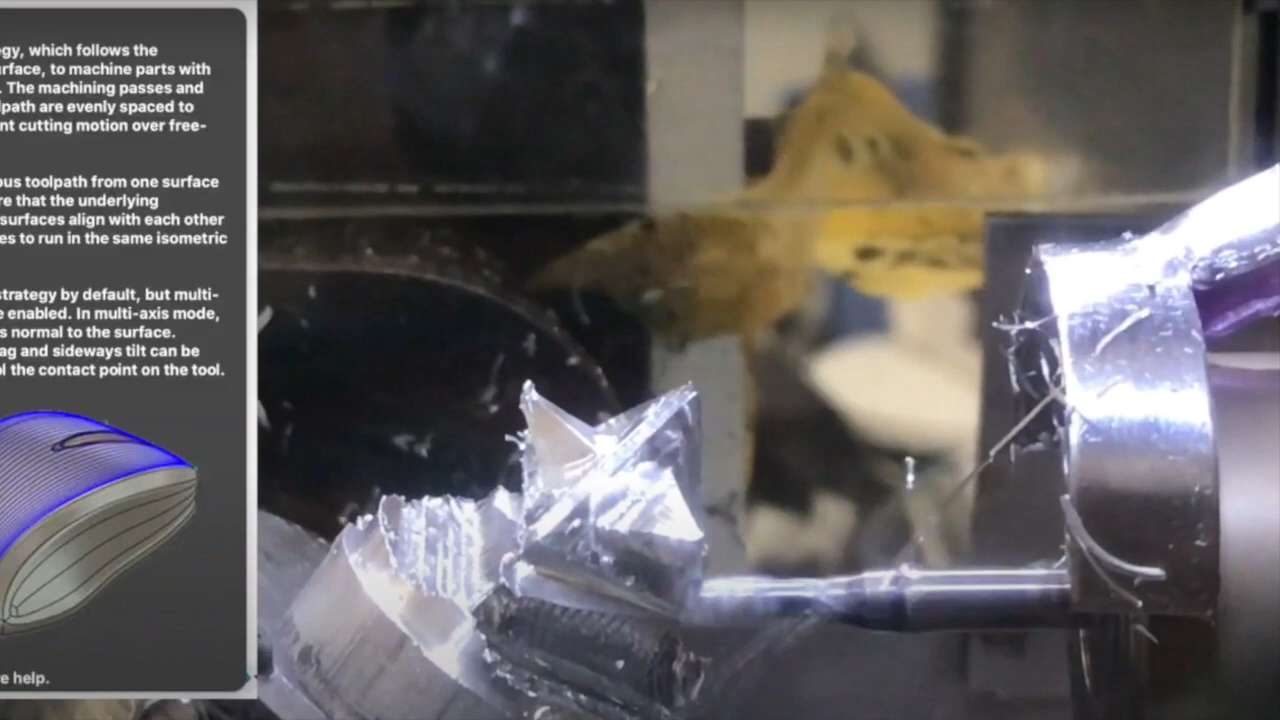 egy, which follows the
rface, to machine parts with
. The machining passes and
lpath are evenly spaced to
nt cutting motion over free-
ous toolpath from one surface
re that the underlying
surfaces align with each other
es to run in the same isometric
strategy by default, but multi-
e enabled. In multi-axis mode,
s normal to the surface.
ag and sideways tilt can be
ol the contact point on the tool.
re help.